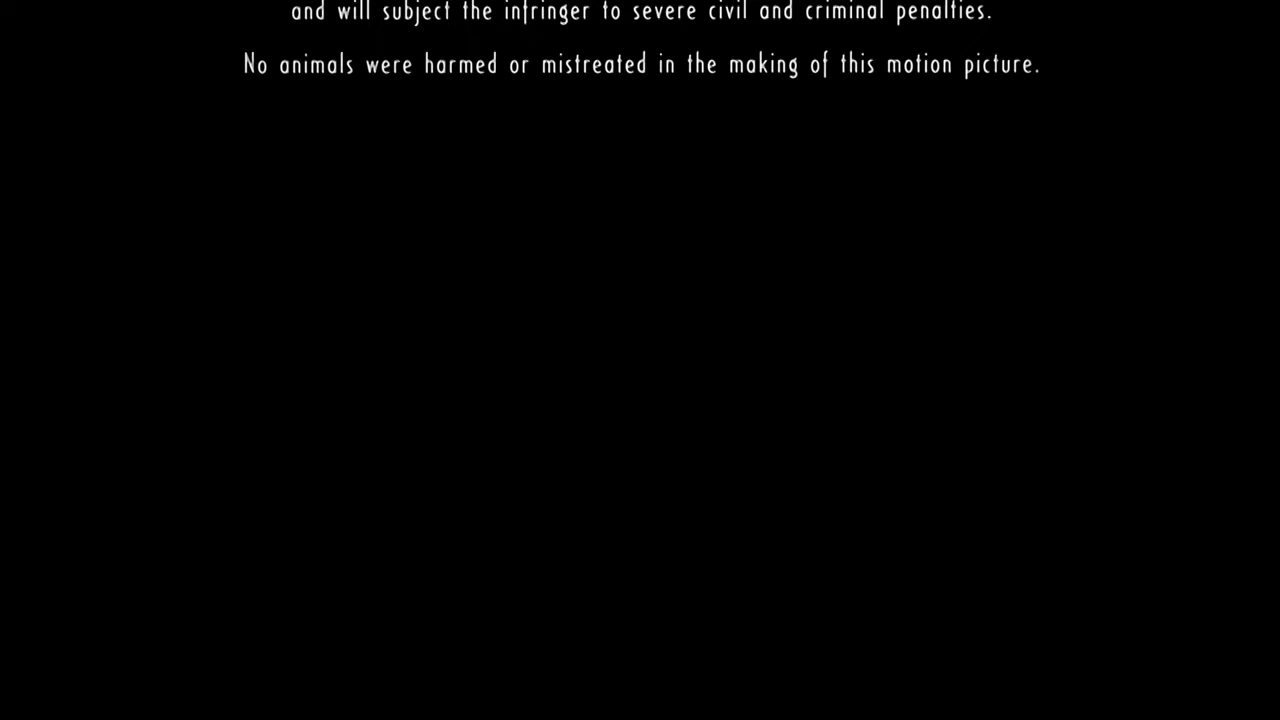 and will subject the infringer to severe civil and criminal penalties.
No animals were harmed or mistreated in the making of this motion picture.